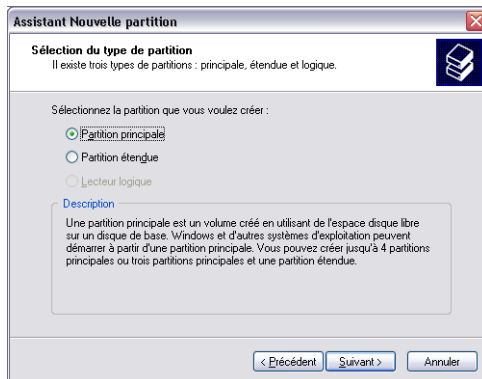 Assistant Nouvelle partition
Sélection du type de partition
Il existe trois types de partitions : principale, étendue et logique.
Sélectionnez la partition que vous voulez créer :
Partition principale
Partition étendue
Lecteur logique
Description
Une partition principale est un volume créé en utilisant de l'espace disque libre
sur un disque de base. Windows et d'autres systèmes d'exploitation peuvent
démarrer à partir d'une partition principale. Vous pouvez créer jusqu'à 4 partitions
principales ou trois partitions principales et une partition étendue.
< Précédent Suivant > Annuler